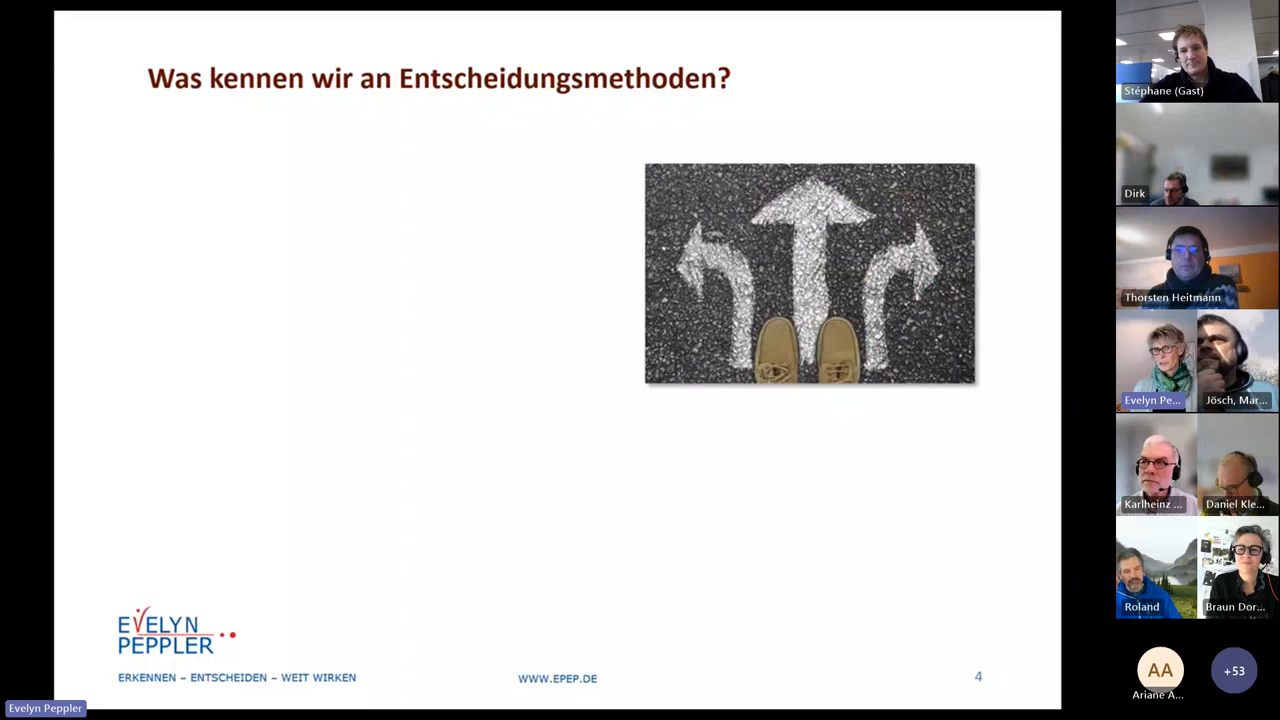 Was kennen wir an Entscheidungsmethoden?
EVELYN
PEPPLER
ERKENNEN – ENTSCHEIDEN – WEIT WIRKEN
WWW.EPEP.DE
4
Evelyn Peppler
Stéphane (Gast)
Dirk
Thorsten Heitmann
Evelyn Pe...
Jösch, Mar...
Karlheinz ...
Daniel Kle...
Roland
Braun Dor...
AA
Ariane A...
+53